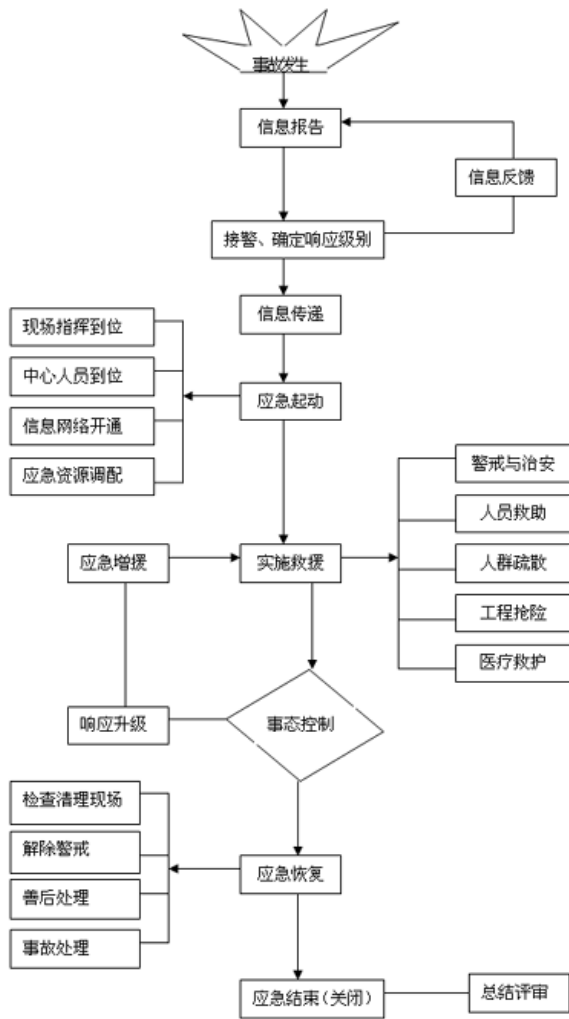 事故发生
信息报告
信息反馈
接警、确定响应级别
信息传递
现场指挥到位
中心人员到位
信息网络开通
应急资源调配
应急起动
警戒与治安
人员救助
人群疏散
工程抢险
医疗救护
应急增援
实施救援
响应升级
事态控制
检查清理现场
解除警戒
善后处理
事故处理
应急恢复
应急结束(关闭)
总结评审